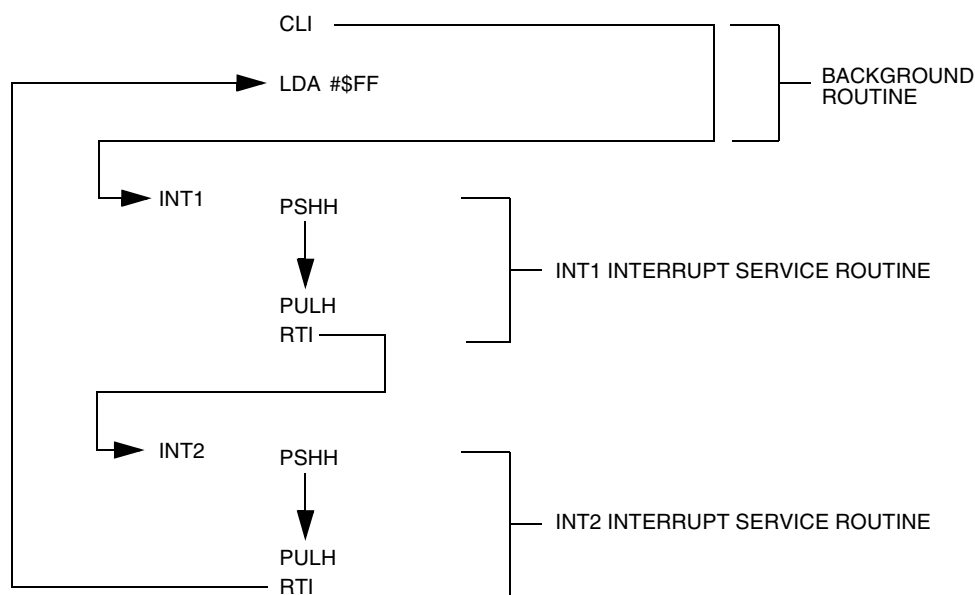 CLI
LDA #$FF
BACKGROUND
ROUTINE
INT1
PSHH
INT1 INTERRUPT SERVICE ROUTINE
PULH
RTI
INT2
PSHH
INT2 INTERRUPT SERVICE ROUTINE
PULH
RTI